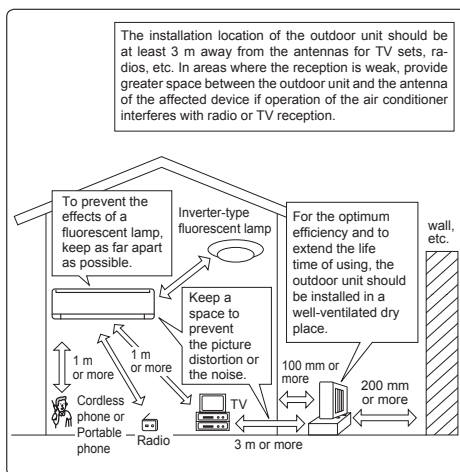 The installation location of the outdoor unit should be
at least 3 m away from the antennas for TV sets, ra-
dios, etc. In areas where the reception is weak, provide
greater space between the outdoor unit and the antenna
of the affected device if operation of the air conditioner
interferes with radio or TV reception.
To prevent the
effects of a
fluorescent lamp,
keep as far apart
as possible.
Inverter-type
fluorescent lamp
For the optimum
efficiency and to
extend the life
time of using, the
outdoor unit should
be installed in a
well-ventilated dry
place.
wall,
etc.
Keep a
space to
prevent
the picture
distortion or
the noise.
1 m
or more
1 m
or more
100 mm or
more
200 mm
or more
Cordless
phone or
Portable
phone
Radio
TV
3 m or more